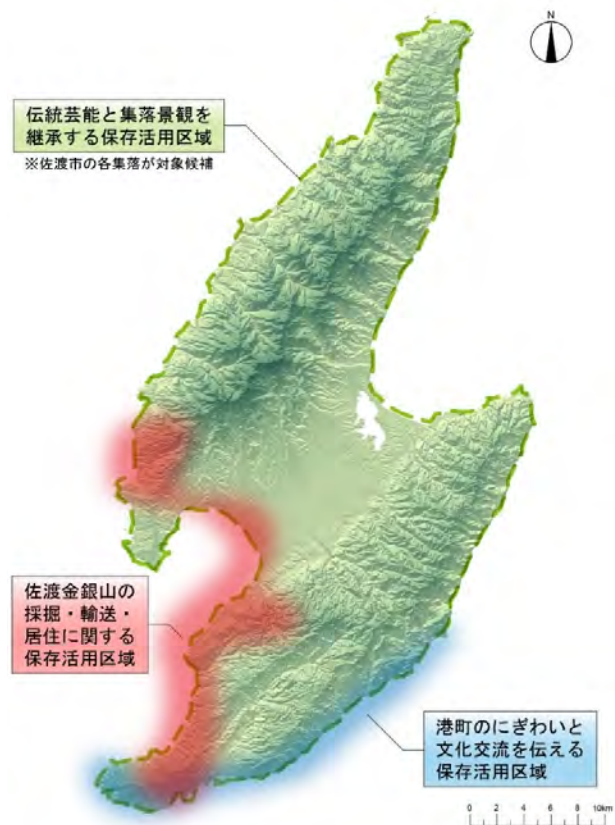 N
伝統芸能と集落景観を
継承する保存活用区域
※佐渡市の各集落が対象候補
佐渡金銀山の
採掘・輸送・
居住に関する
保存活用区域
港町のにぎわいと
文化交流を伝える
保存活用区域
0 2 4 6 8 10km